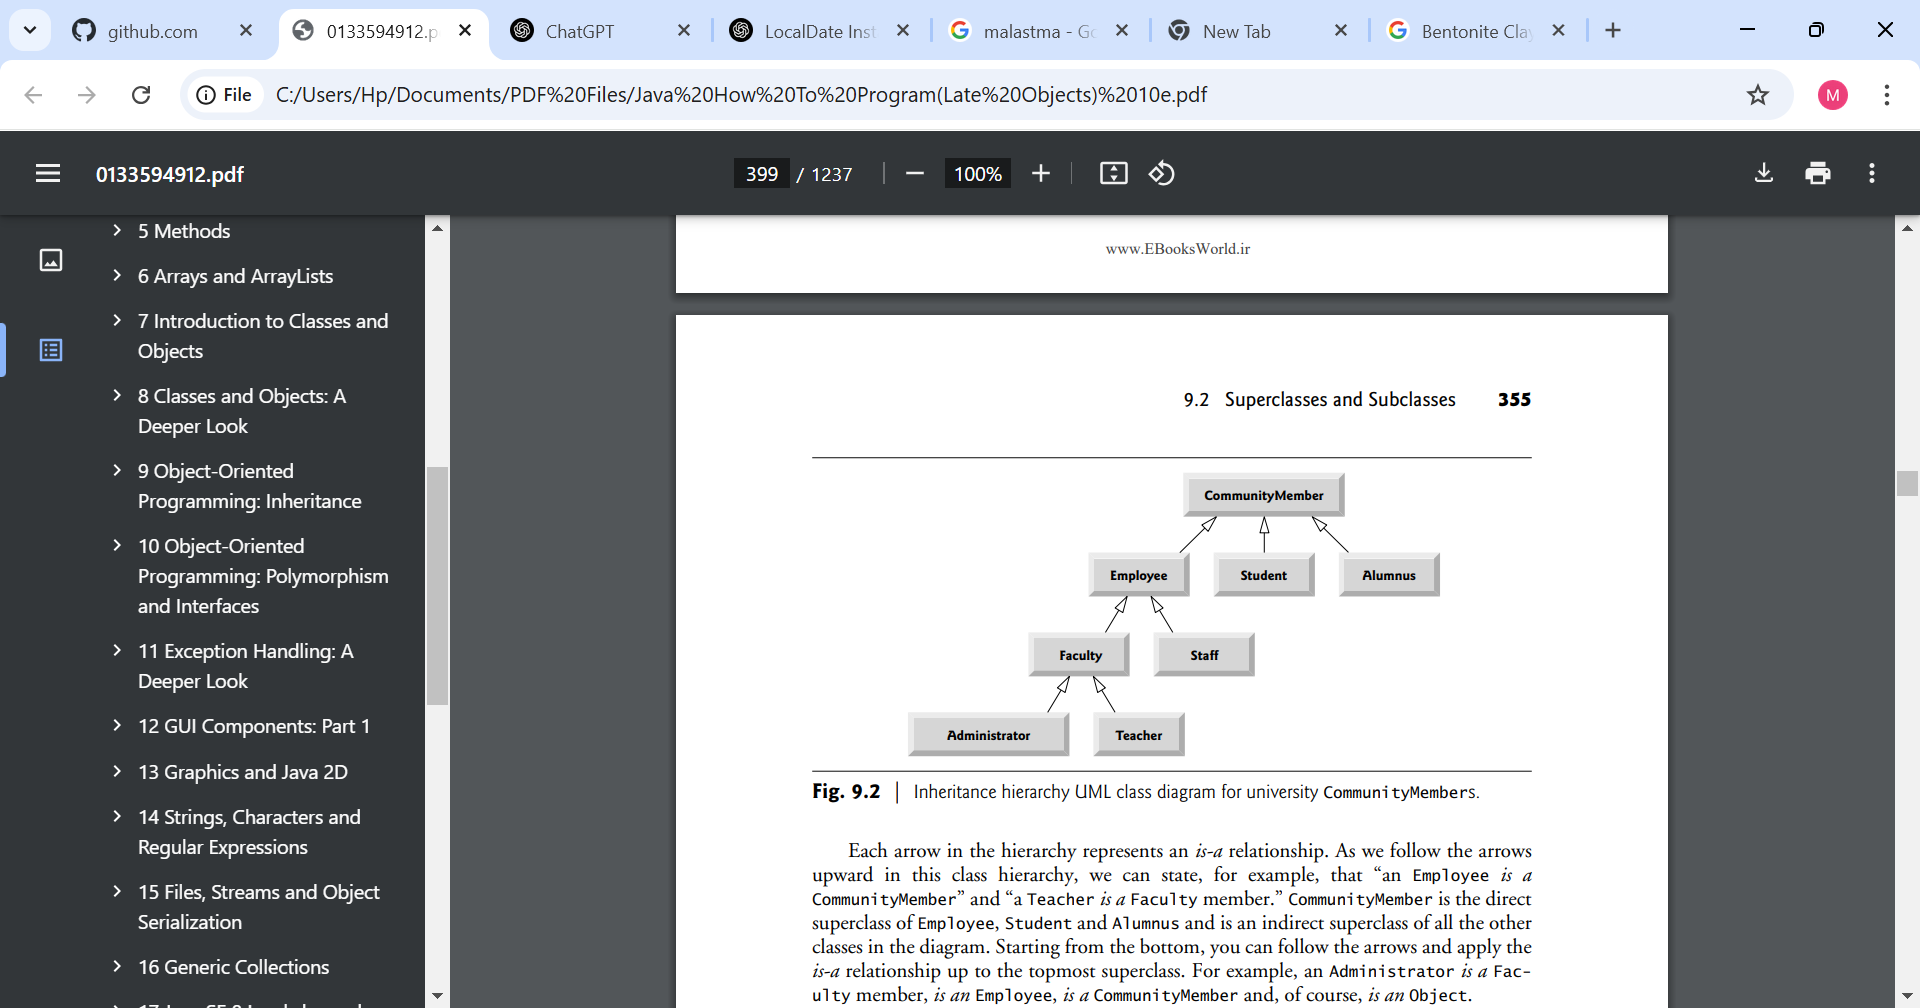 github.com
0133594912.p
ChatGPT
LocalDate Inst
malastma - Go
New Tab
Bentonite Clay
File C:/Users/Hp/Documents/PDF%20Files/Java%20How%20To%20Program(Late%20Objects)%2010e.pdf
M
0133594912.pdf
399 / 1237
100%
5 Methods
6 Arrays and ArrayLists
7 Introduction to Classes and
Objects
8 Classes and Objects: A
Deeper Look
9 Object-Oriented
Programming: Inheritance
10 Object-Oriented
Programming: Polymorphism
and Interfaces
11 Exception Handling: A
Deeper Look
12 GUI Components: Part 1
13 Graphics and Java 2D
14 Strings, Characters and
Regular Expressions
15 Files, Streams and Object
Serialization
16 Generic Collections
www.EBooksWorld.ir
9.2 Superclasses and Subclasses 355
CommunityMember
Employee Student Alumnus
Faculty Staff
Administrator Teacher
Fig. 9.2 | Inheritance hierarchy UML class diagram for university CommunityMembers.
Each arrow in the hierarchy represents an is-a relationship. As we follow the arrows
upward in this class hierarchy, we can state, for example, that “an Employee is a
CommunityMember” and “a Teacher is a Faculty member.” CommunityMember is the direct
superclass of Employee, Student and Alumnus and is an indirect superclass of all the other
classes in the diagram. Starting from the bottom, you can follow the arrows and apply the
is-a relationship up to the topmost superclass. For example, an Administrator is a Fac-
ulty member, is an Employee, is a CommunityMember and, of course, is an Object.